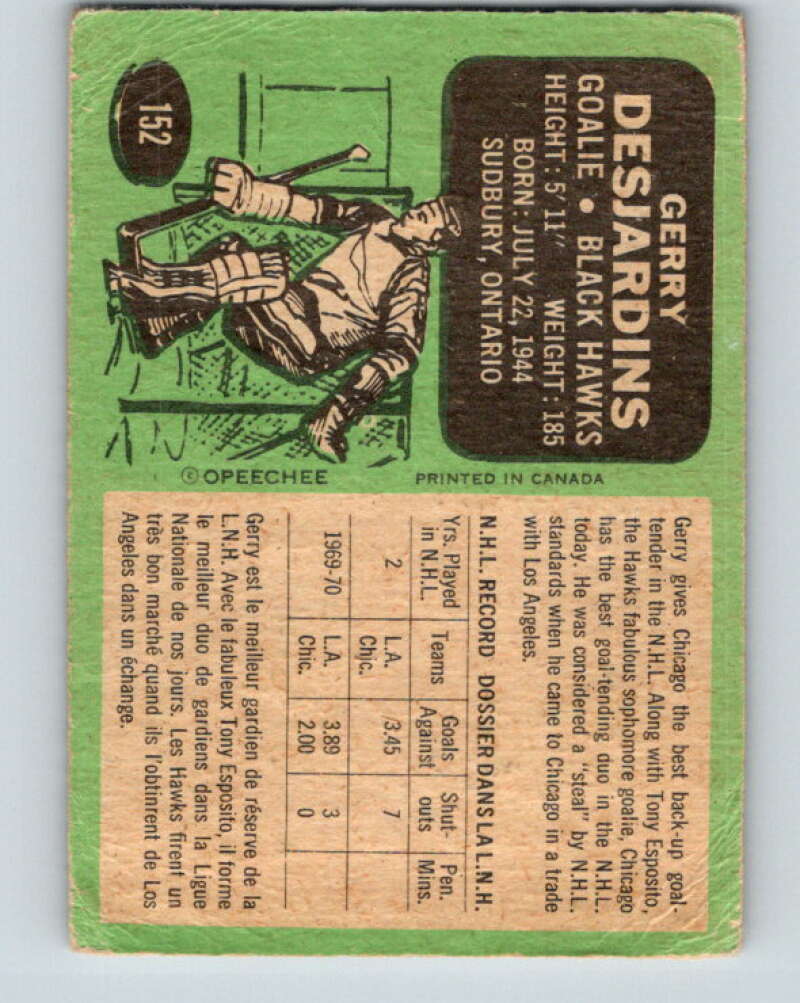 152
GERRY
DESJARDINS
GOALIE • BLACK HAWKS
HEIGHT: 5'11" WEIGHT: 185
BORN: JULY 22, 1944
SUDBURY, ONTARIO
© OPEECHEE PRINTED IN CANADA
Gerry gives Chicago the best back-up goal-
tender in the N.H.L. Along with Tony Esposito,
the Hawks fabulous sophomore goalie, Chicago
has the best goal-tending duo in the N.H.L.
today. He was considered a "steal" by N.H.L.
standards when he came to Chicago in a trade
with Los Angeles.
N.H.L. RECORD DOSSIER DANS LA L.N.H.
Yrs. Played Teams Goals Shut- Pen.
in N.H.L. Against outs Mins.
2 L.A. 3.45 7
Chic.
1969-70 L.A. 3.89 3
Chic. 2.00 0
Gerry est le meilleur gardien de réserve de la
L.N.H. Avec le fabuleux Tony Esposito, il forme
le meilleur duo de gardiens dans la Ligue
Nationale de nos jours. Les Hawks firent un
très bon marché quand ils l'obtinrent de Los
Angeles dans un échange.